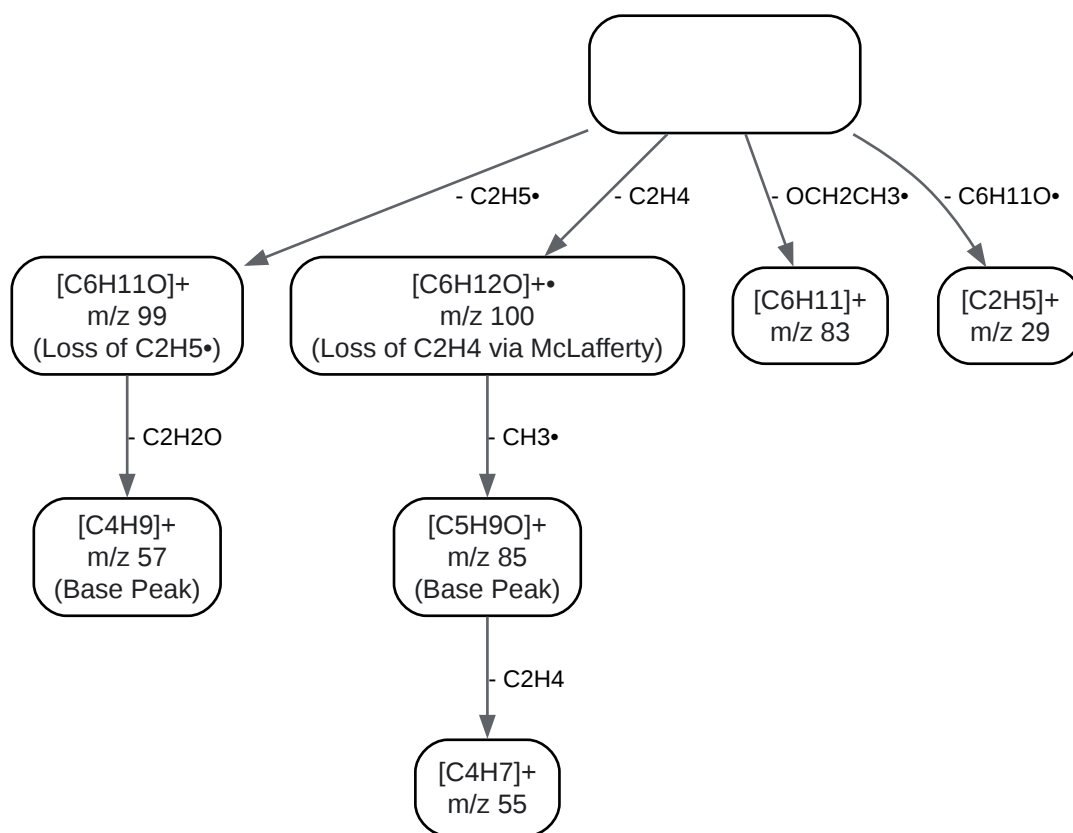 - C2H5•
- C2H4
- OCH2CH3•
- C6H11O•
[C6H11O]+
m/z 99
(Loss of C2H5•)
[C6H12O]+•
m/z 100
(Loss of C2H4 via McLafferty)
[C6H11]+
m/z 83
[C2H5]+
m/z 29
- C2H2O
- CH3•
[C4H9]+
m/z 57
(Base Peak)
[C5H9O]+
m/z 85
(Base Peak)
- C2H4
[C4H7]+
m/z 55